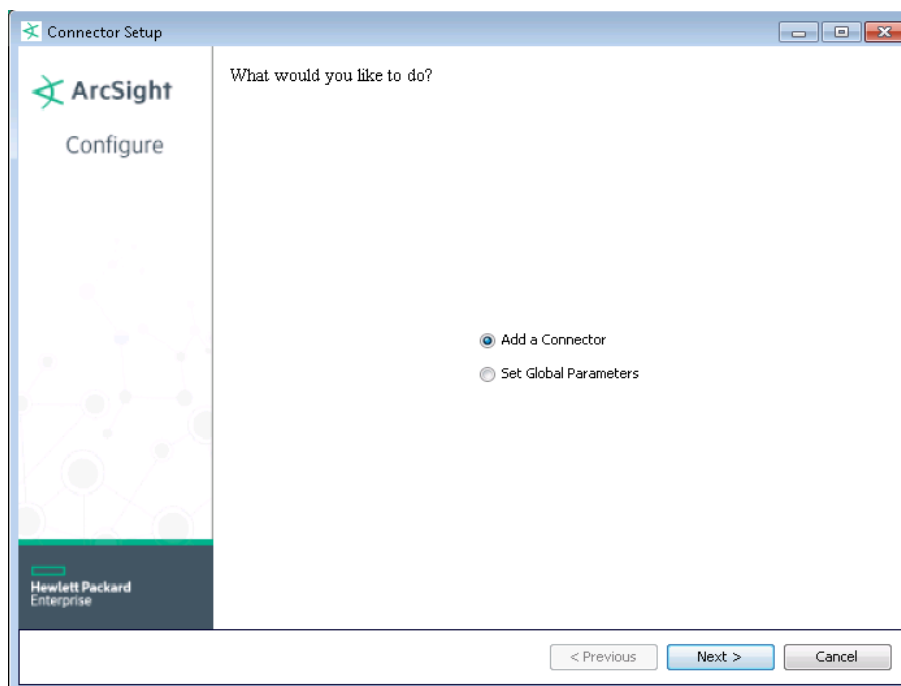 Connector Setup
ArcSight
Configure
What would you like to do?
Add a Connector
Set Global Parameters
Hewlett Packard
Enterprise
< Previous
Next >
Cancel